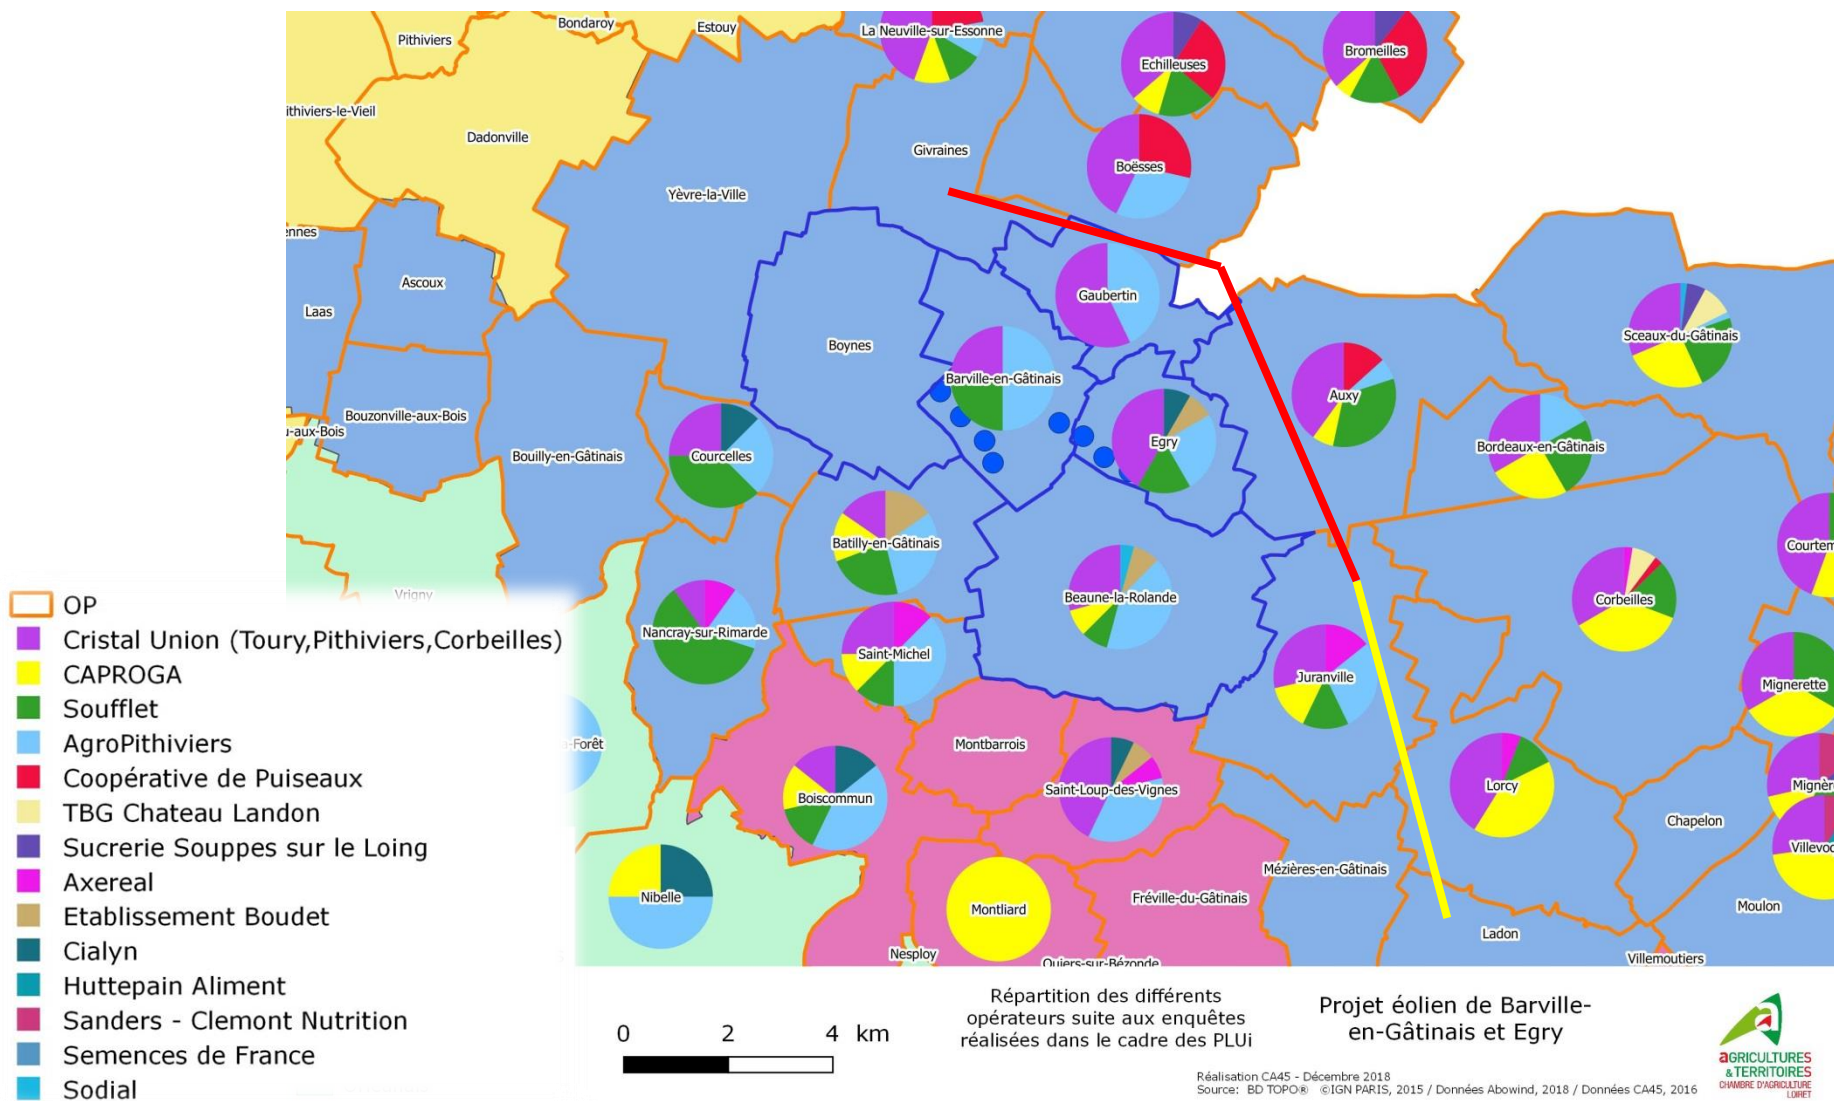 Bondaroy
Estouy
Pithiviers
La Neuville-sur-Essonne
Echilleuses
Bromeilles
ithiviers-le-Vieil
Dadonville
Givraines
Boësses
Yèvre-la-Ville
ennes
Ascoux
Laas
Gaubertin
Boynes
Sceaux-du-Gâtinais
Barville-en-Gâtinais
Auxy
Bouzonville-aux-Bois
u-aux-Bois
Bouilly-en-Gâtinais
Courcelles
Egry
Bordeaux-en-Gâtinais
Batilly-en-Gâtinais
Courtem
Vrigny
Beaune-la-Rolande
Corbeilles
Nancray-sur-Rimarde
Saint-Michel
Juranville
Mignerette
a-Forêt
Montbarrois
Saint-Loup-des-Vignes
Boiscommun
Lorcy
Mignèr
Chapelon
Villevoq
Mézières-en-Gâtinais
Nibelle
Montliard
Fréville-du-Gâtinais
Moulon
Ladon
Nesploy
Ouiers-sur-Bézonde
Villemoutiers
OP
Cristal Union (Toury,Pithiviers,Corbeilles)
CAPROGA
Soufflet
AgroPithiviers
Coopérative de Puiseaux
TBG Chateau Landon
Sucrerie Souppes sur le Loing
Axereal
Etablissement Boudet
Cialyn
Huttepain Aliment
Sanders - Clemont Nutrition
Semences de France
Sodial
0 2 4 km
Répartition des différents
opérateurs suite aux enquêtes
réalisées dans le cadre des PLUi
Projet éolien de Barville-
en-Gâtinais et Egry
Réalisation CA45 - Décembre 2018
Source: BD TOPO® ©IGN PARIS, 2015 / Données Abowind, 2018 / Données CA45, 2016
aGRICULTURES
& TERRITOIRES
CHAMBRE D'AGRICULTURE
LOIRET